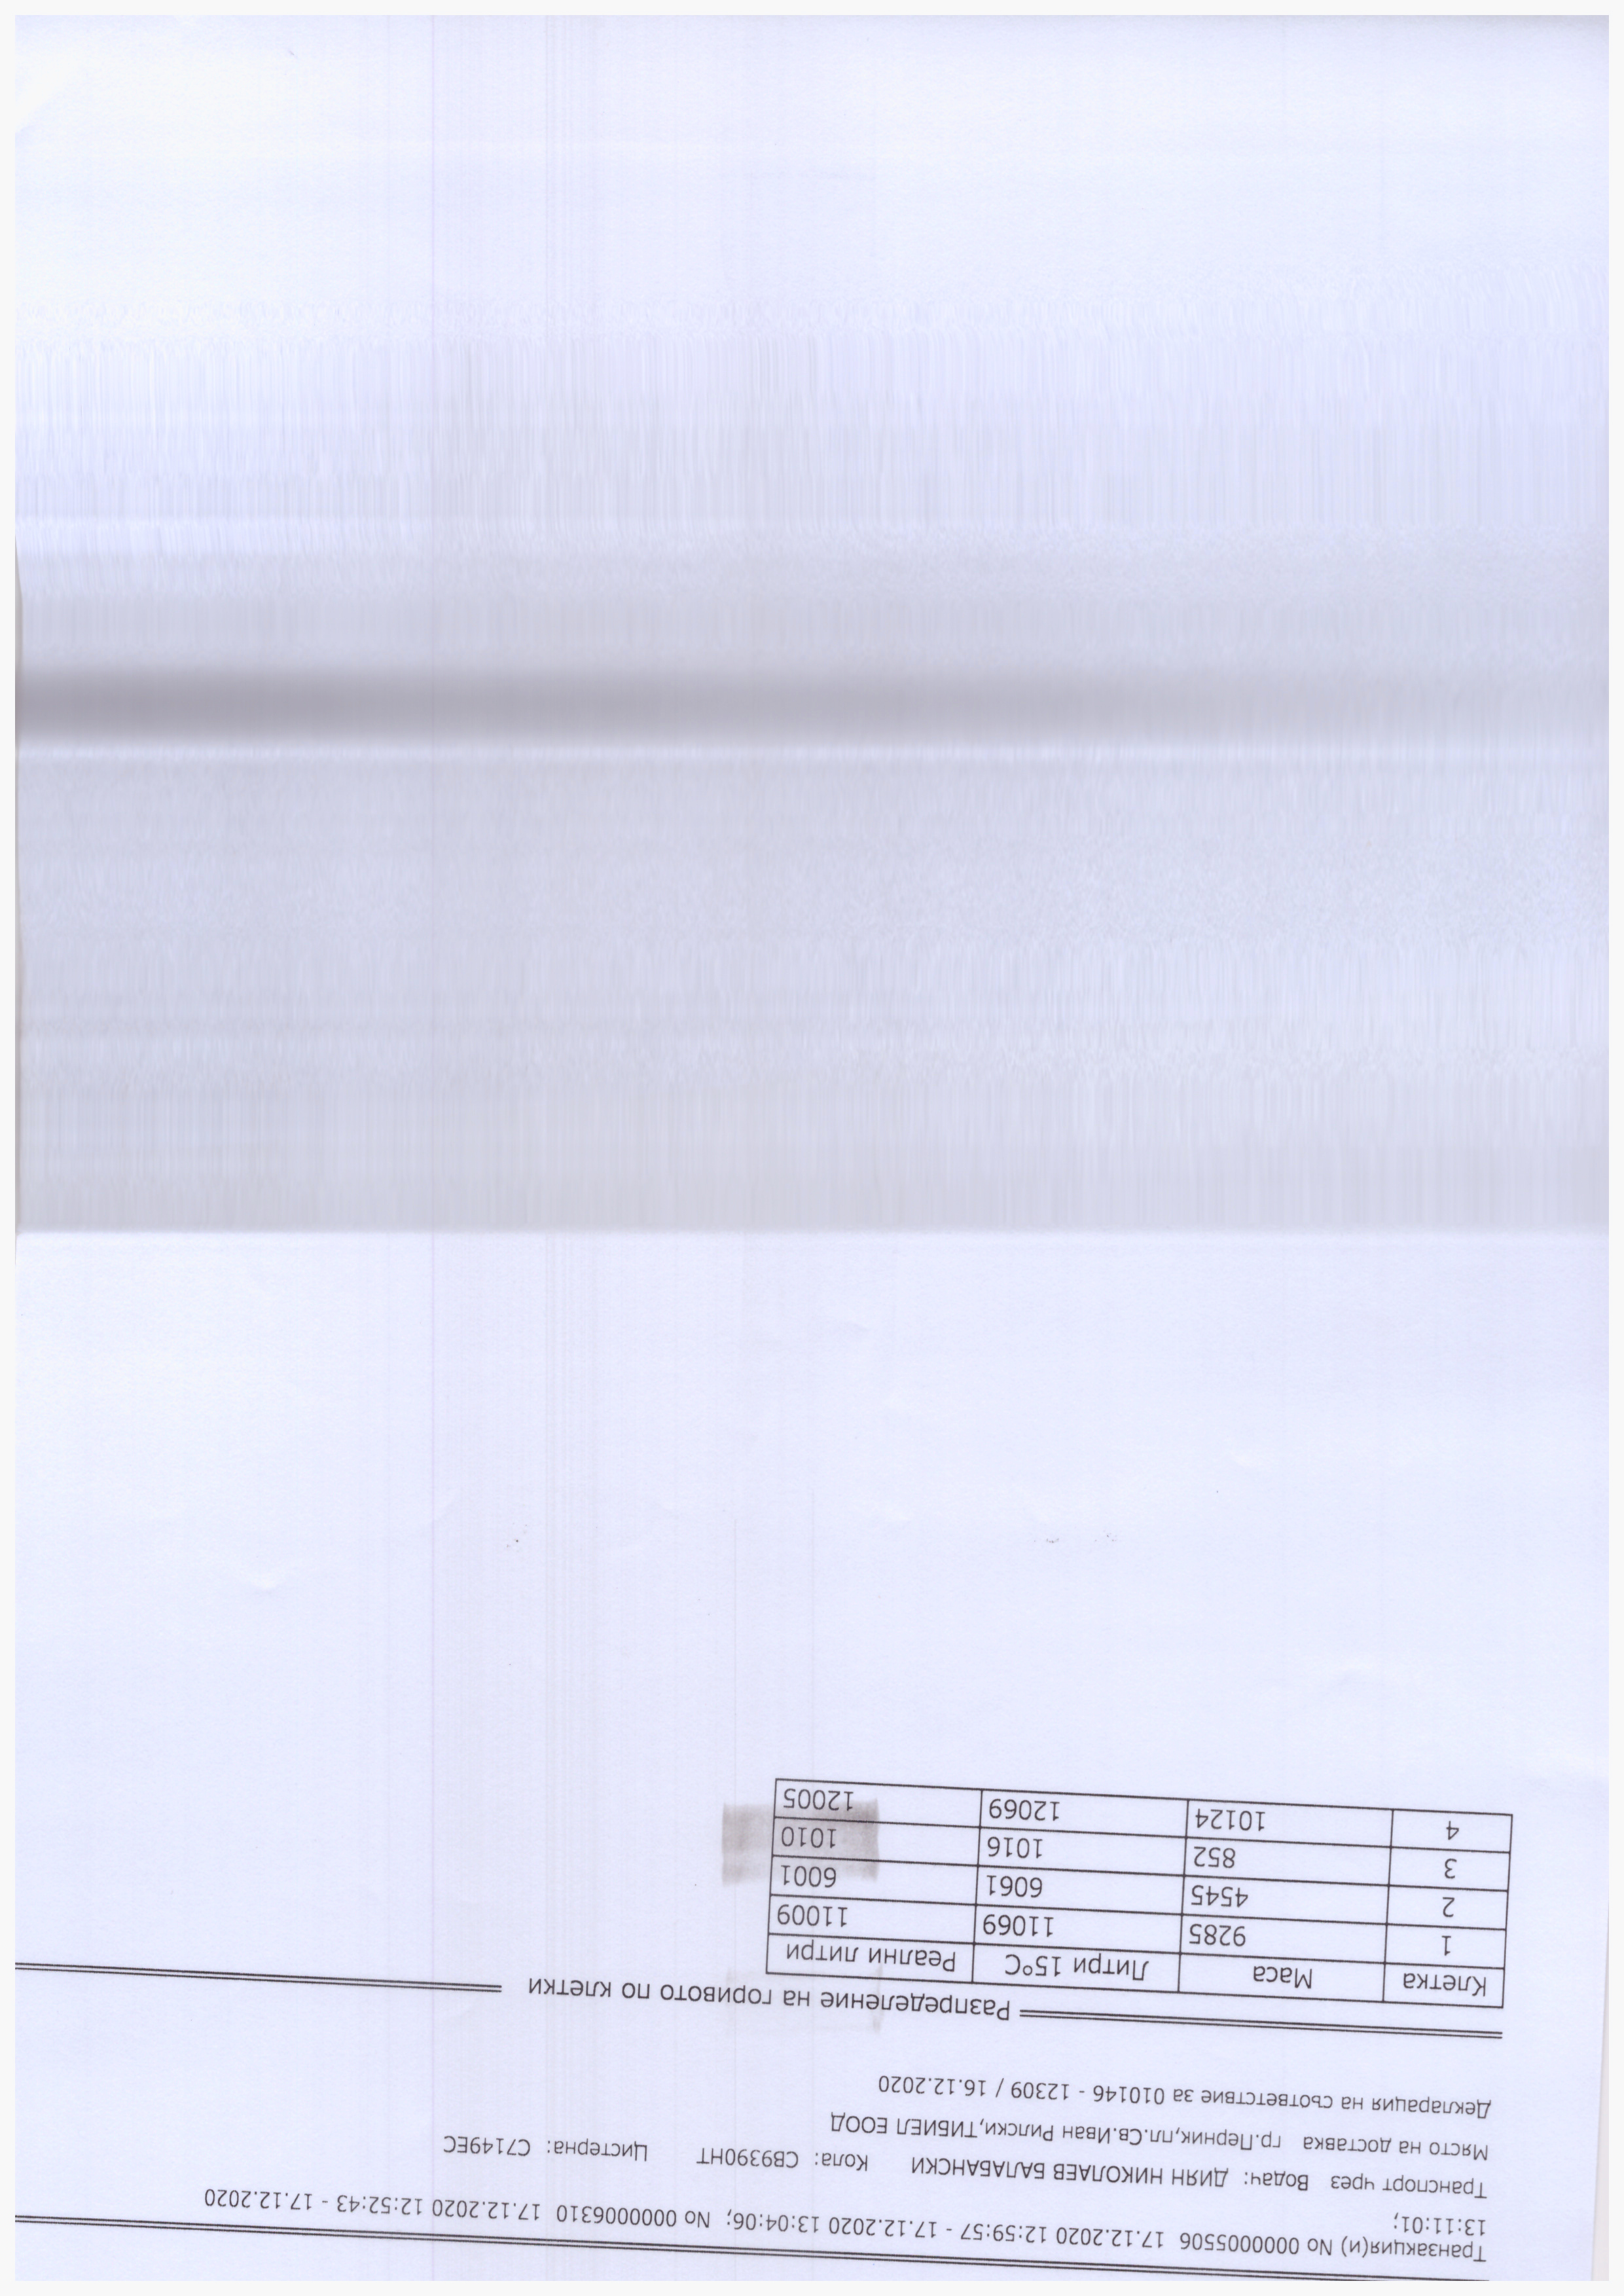 Транзакция(и) No 0000005506 17.12.2020 12:59:57 - 17.12.2020 13:04:06; No 0000006310 17.12.2020 12:52:43 - 17.12.2020
13:11:01;
Транспорт чрез Водач: ДИЯН НИКОЛАЕВ БАЛАБАНСКИ Кола: СВ9390НТ Цистерна: С7149ЕС
Място на доставка гр.Перник,пл.Св.Иван Рилски,ТИБИЕЛ ЕООД
Декларация на съответствие за 010146 - 12309 / 16.12.2020
Разпределение на горивото по клетки
Клетка Маса Литри 15°C Реални литри
1 9285 11069 11009
2 4545 6061 6001
3 852 1016 1010
4 10124 12069 12005